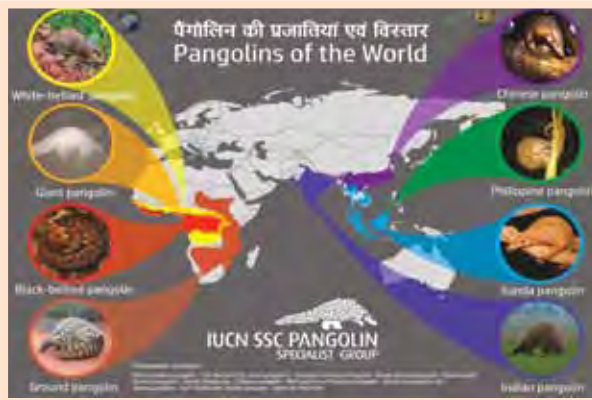 पैंगोलिन की प्रजातियां एवं विस्तार
Pangolins of the World
White-bellied pangolin
Chinese pangolin
Giant pangolin
Philippine pangolin
Black-bellied pangolin
Sunda pangolin
IUCN SSC PANGOLIN
SPECIALIST GROUP
Ground pangolin
Indian pangolin